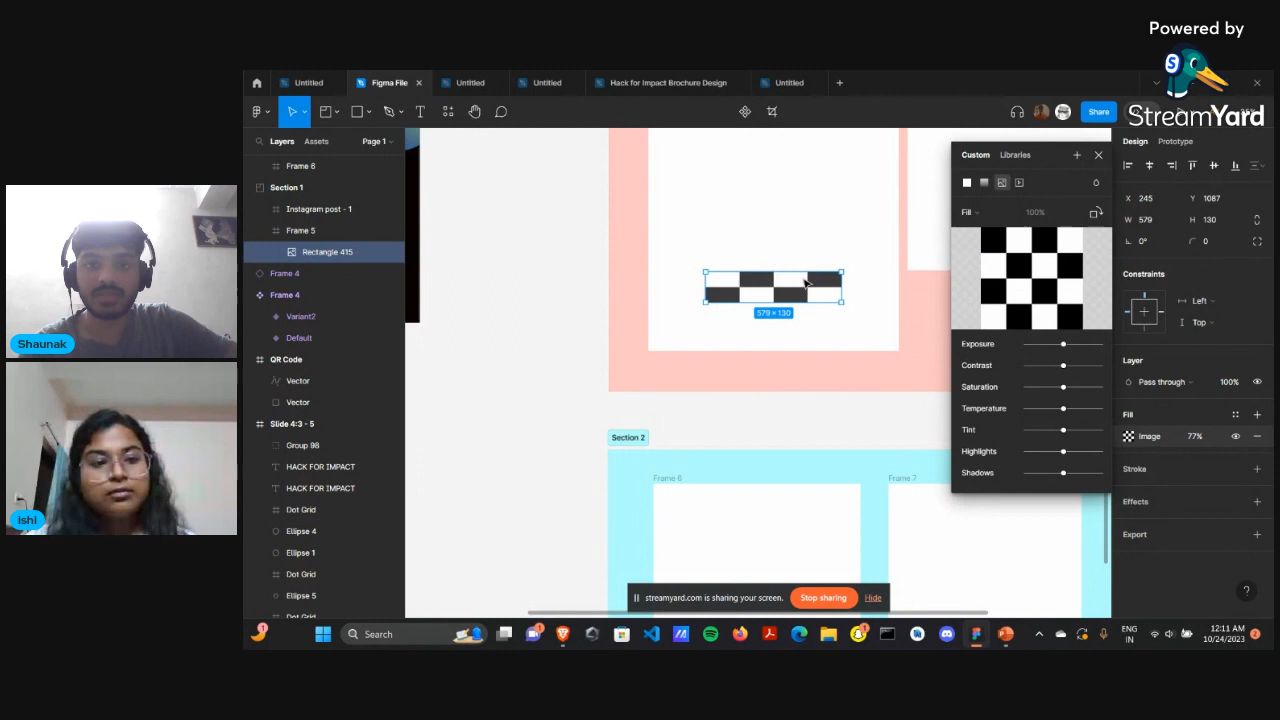 Powered by
S
StreamYard
Untitled
Figma File
Untitled
Untitled
Hack for Impact Brochure Design
Untitled
Share
Layers
Assets
Page 1
Frame 6
Section 1
Instagram post - 1
Frame 5
Rectangle 415
Frame 4
Frame 4
Variant2
Default
QR Code
Vector
Vector
Slide 4:3 - 5
Group 98
HACK FOR IMPACT
HACK FOR IMPACT
Dot Grid
Ellipse 4
Ellipse 1
Dot Grid
Ellipse 5
Dot Grid
Shaunak
Ishi
579 × 130
Section 2
Frame 6
Frame 7
Custom
Libraries
Fill
100%
Exposure
Contrast
Saturation
Temperature
Tint
Highlights
Shadows
Design
Prototype
X 245
Y 1087
W 579
H 130
0°
0
Constraints
Left
Top
Layer
Pass through
100%
Fill
Image
77%
Stroke
Effects
Export
?
streamyard.com is sharing your screen.
Stop sharing
Hide
Search
ENG
IN
12:11 AM
10/24/2023
2